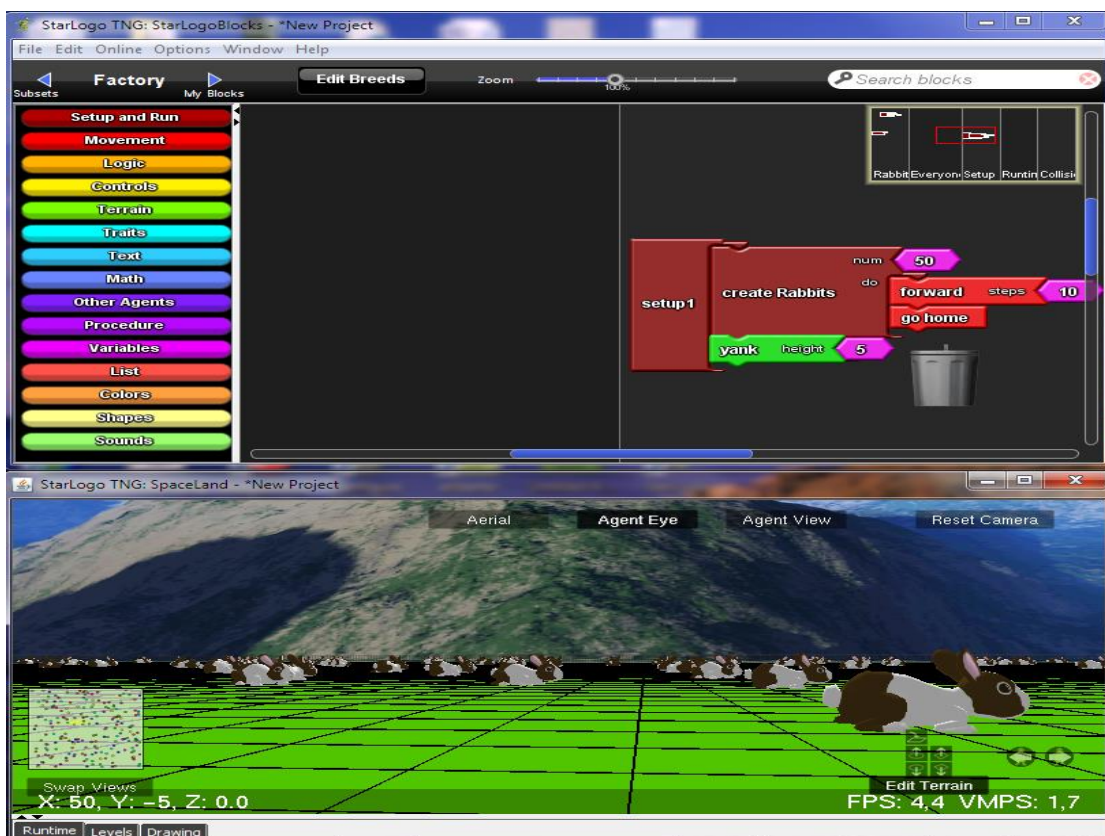 StarLogo TNG: StarLogoBlocks - *New Project
File Edit Online Options Window Help
Subsets Factory My Blocks Edit Breeds Zoom 100% Search blocks
Setup and Run
Movement
Logic
Controls
Terrain
Traits
Text
Math
Other Agents
Procedure
Variables
List
Colors
Shapes
Sounds
Rabbit Everyon Setup Runtin Collisi
setup1
create Rabbits
num 50
do
forward steps 10
go home
yank height 5
StarLogo TNG: SpaceLand - *New Project
Aerial Agent Eye Agent View Reset Camera
Swap Views
Edit Terrain
X: 50, Y: -5, Z: 0.0
FPS: 4,4 VMPS: 1,7
Runtime Levels Drawing